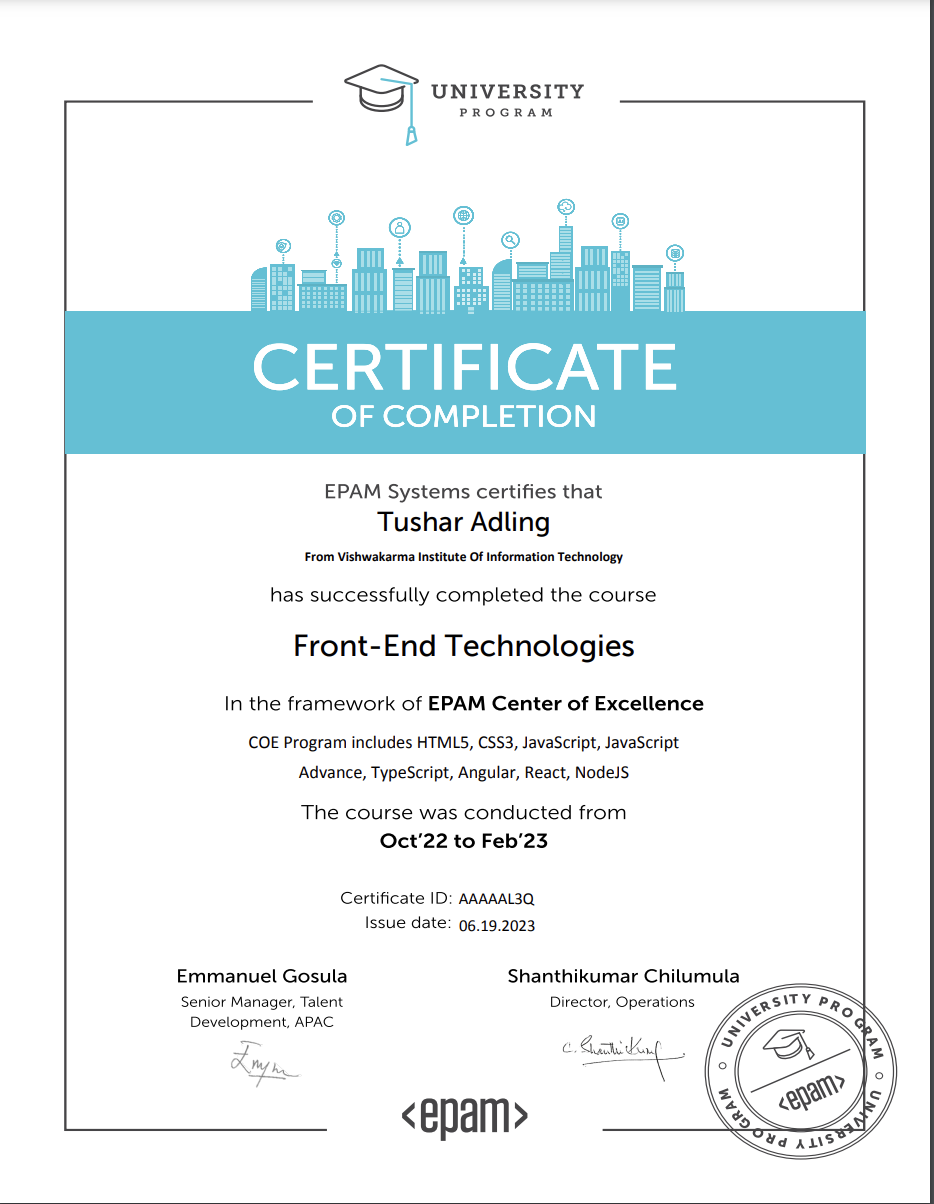 UNIVERSITY
PROGRAM
CERTIFICATE
OF COMPLETION
EPAM Systems certifies that
Tushar Adling
From Vishwakarma Institute Of Information Technology
has successfully completed the course
Front-End Technologies
In the framework of EPAM Center of Excellence
COE Program includes HTML5, CSS3, JavaScript, JavaScript
Advance, TypeScript, Angular, React, NodeJS
The course was conducted from
Oct'22 to Feb'23
Certificate ID: AAAAAL3Q
Issue date: 06.19.2023
Emmanuel Gosula
Senior Manager, Talent
Development, APAC
Shanthikumar Chilumula
Director, Operations
<epam>
UNIVERSITY PROGRAM
UNIVERSITY PROGRAM
<epam>